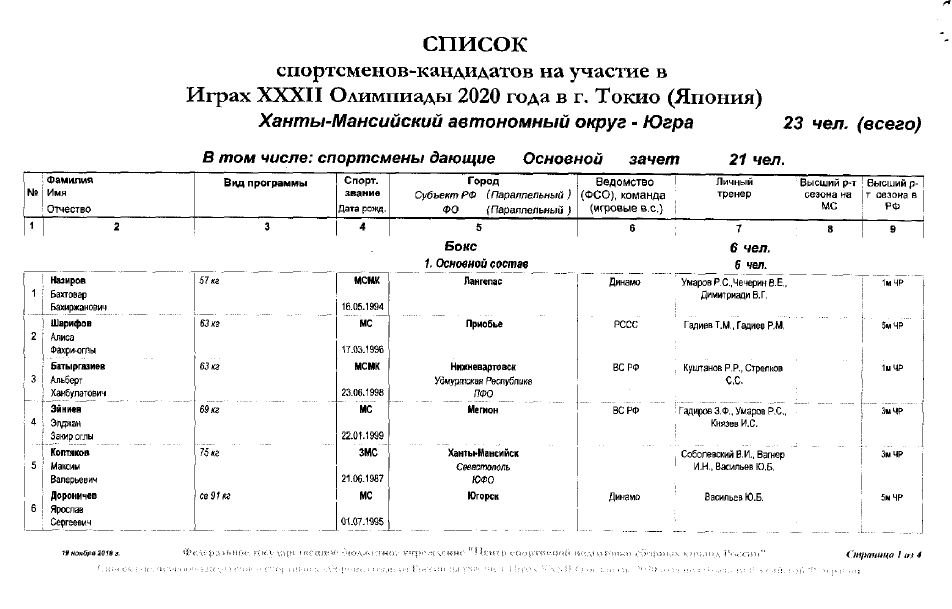 СПИСОК
спортсменов-кандидатов на участие в
Играх XXXII Олимпиады 2020 года в г. Токио (Япония)
Ханты-Мансийский автономный округ - Югра 23 чел. (всего)
В том числе: спортсмены дающие Основной зачет 21 чел.
№ Фамилия Имя Отчество Вид программы Спорт. звание Дата рожд. Город Субъект РФ (Параллельный) ФО (Параллельный) Ведомство (ФСО), команда (игровые в.с.) Личный тренер Высший р-т сезона на МС Высший р-т сезона в РФ
1 2 3 4 5 6 7 8 9
Бокс 6 чел.
1. Основной состав 6 чел.
Назиров 57 кг МСМК Лангепас Динамо Умаров Р.С.,Чечерин В.Е., 1м ЧР
1 Бахтовар Димитриади В.Г.
Бахиржанович 16.05.1994
Шарифов 63 кг МС Приобье РССС Гадиев Т.М., Гадиев Р.М. 5м ЧР
2 Алиса
Фахри-оглы 17.03.1996
Батыргазиев 63 кг МСМК Нижневартовск ВС РФ Куштанов Р.Р., Стрелков 1м ЧР
3 Альберт Удмуртская Республика С.С.
Ханбулатович 23.06.1998 ПФО
Эйниев 69 кг МС Мегион ВС РФ Гадиров З.Ф., Умаров Р.С., 3м ЧР
4 Элдиан Князев И.С.
Закир оглы 22.01.1999
Коптяков 75 кг ЗМС Ханты-Мансийск Соболевский В.И., Вагнер 3м ЧР
5 Максим Севастополь И.Н., Васильев Ю.Б.
Валерьевич 21.06.1987 ЮФО
Дороничев св 91 кг МС Югорск Динамо Васильев Ю.Б. 5м ЧР
6 Ярослав
Сергеевич 01.07.1995
Федеральное государственное бюджетное учреждение "Центр спортивной подготовки сборных команд России" Страница 1 из 4